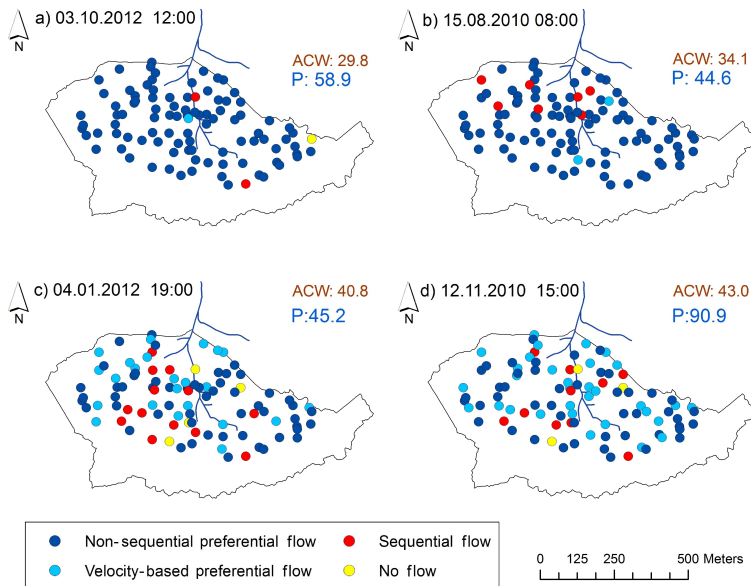 a) 03.10.2012 12:00
ACW: 29.8
P: 58.9
N
b) 15.08.2010 08:00
ACW: 34.1
P: 44.6
N
c) 04.01.2012 19:00
ACW: 40.8
P:45.2
N
d) 12.11.2010 15:00
ACW: 43.0
P:90.9
N
Non-sequential preferential flow
Sequential flow
Velocity-based preferential flow
No flow
0 125 250 500 Meters